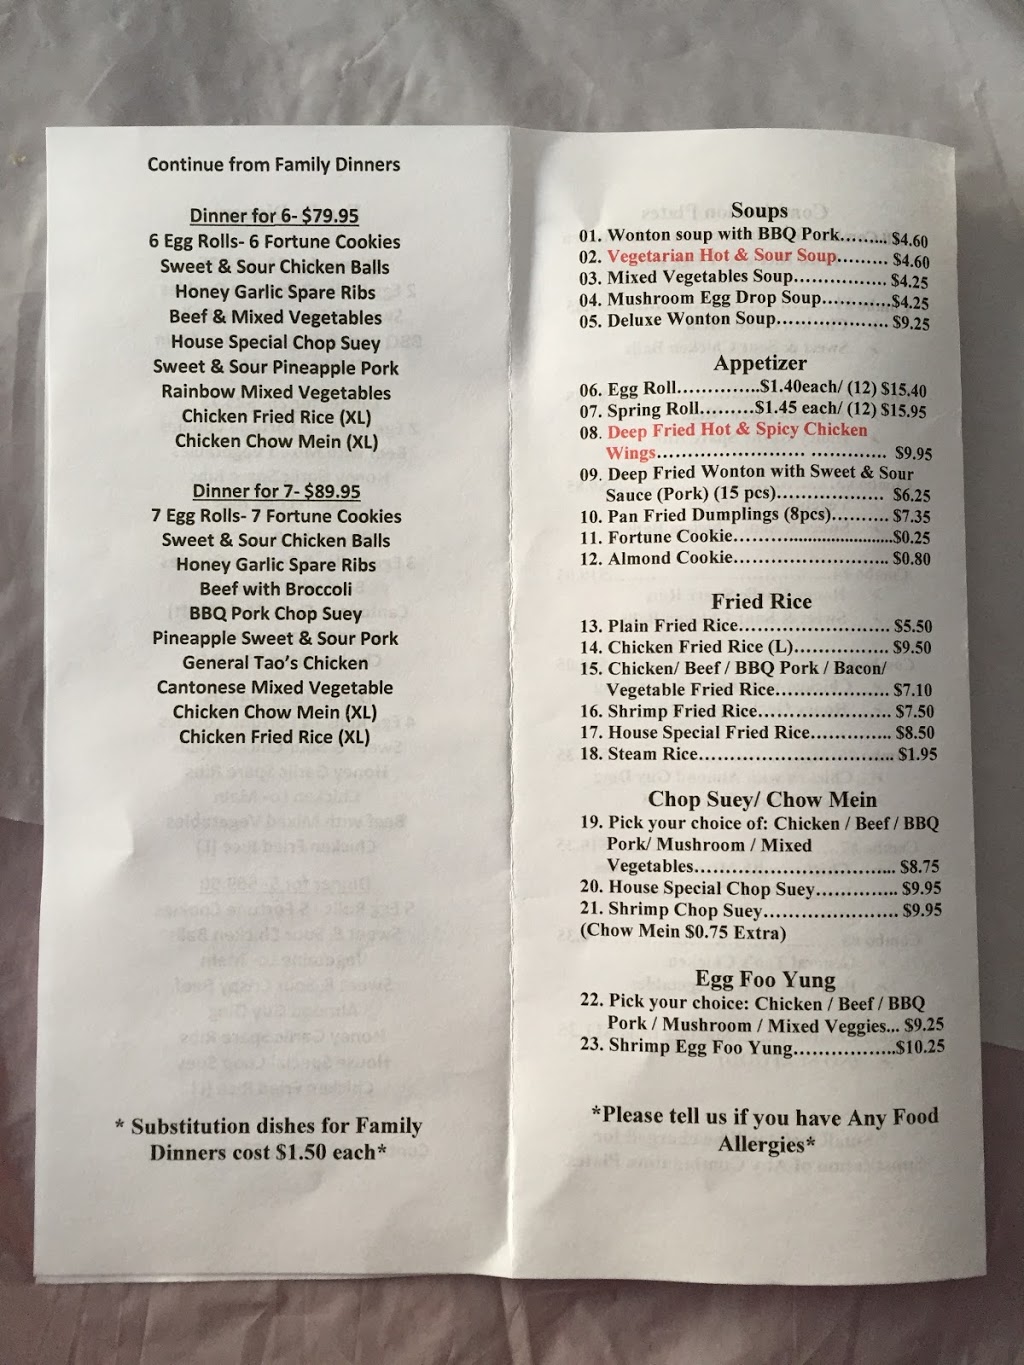 Continue from Family Dinners
Dinner for 6- $79.95
6 Egg Rolls- 6 Fortune Cookies
Sweet & Sour Chicken Balls
Honey Garlic Spare Ribs
Beef & Mixed Vegetables
House Special Chop Suey
Sweet & Sour Pineapple Pork
Rainbow Mixed Vegetables
Chicken Fried Rice (XL)
Chicken Chow Mein (XL)
Dinner for 7- $89.95
7 Egg Rolls- 7 Fortune Cookies
Sweet & Sour Chicken Balls
Honey Garlic Spare Ribs
Beef with Broccoli
BBQ Pork Chop Suey
Pineapple Sweet & Sour Pork
General Tao's Chicken
Cantonese Mixed Vegetable
Chicken Chow Mein (XL)
Chicken Fried Rice (XL)
* Substitution dishes for Family
Dinners cost $1.50 each*
Soups
01. Wonton soup with BBQ Pork......... $4.60
02. Vegetarian Hot & Sour Soup......... $4.60
03. Mixed Vegetables Soup................ $4.25
04. Mushroom Egg Drop Soup............$4.25
05. Deluxe Wonton Soup................... $9.25
Appetizer
06. Egg Roll..............$1.40each/ (12) $15.40
07. Spring Roll.........$1.45 each/ (12) $15.95
08. Deep Fried Hot & Spicy Chicken
Wings......................... ............. $9.95
09. Deep Fried Wonton with Sweet & Sour
Sauce (Pork) (15 pcs).................. $6.25
10. Pan Fried Dumplings (8pcs).......... $7.35
11. Fortune Cookie................................$0.25
12. Almond Cookie.......................... $0.80
Fried Rice
13. Plain Fried Rice.......................... $5.50
14. Chicken Fried Rice (L)................ $9.50
15. Chicken/ Beef / BBQ Pork / Bacon/
Vegetable Fried Rice................... $7.10
16. Shrimp Fried Rice....................... $7.50
17. House Special Fried Rice.............. $8.50
18. Steam Rice................................. $1.95
Chop Suey/ Chow Mein
19. Pick your choice of: Chicken / Beef / BBQ
Pork/ Mushroom / Mixed
Vegetables.................................. $8.75
20. House Special Chop Suey.............. $9.95
21. Shrimp Chop Suey....................... $9.95
(Chow Mein $0.75 Extra)
Egg Foo Yung
22. Pick your choice: Chicken / Beef / BBQ
Pork / Mushroom / Mixed Veggies... $9.25
23. Shrimp Egg Foo Yung..................$10.25
*Please tell us if you have Any Food
Allergies*